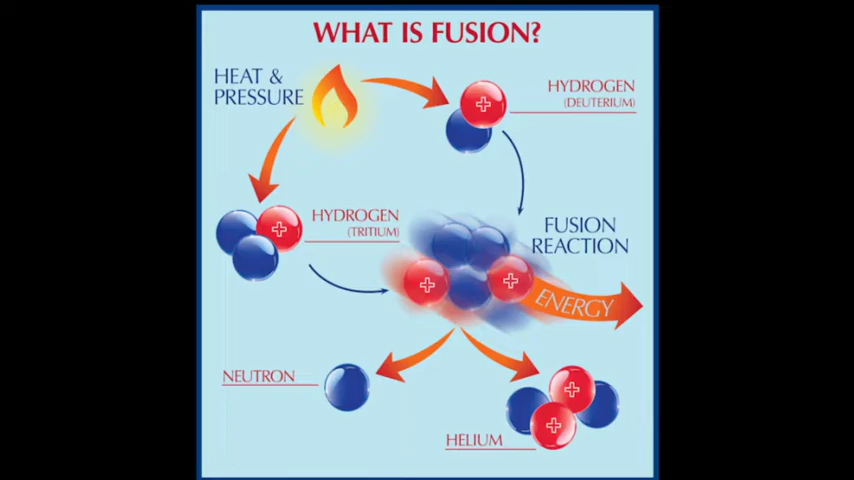 WHAT IS FUSION?
HEAT &
PRESSURE
HYDROGEN
(DEUTERIUM)
HYDROGEN
(TRITIUM)
FUSION
REACTION
ENERGY
NEUTRON
HELIUM